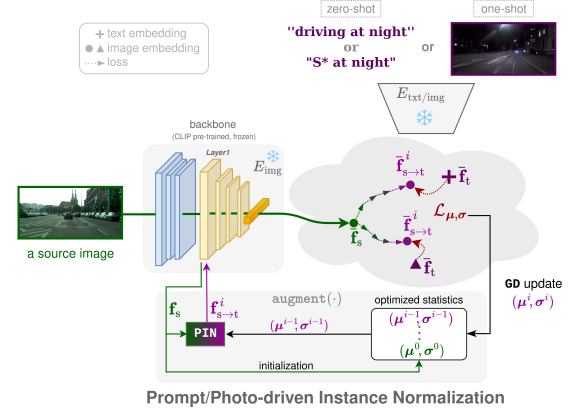 zero-shot
one-shot
''driving at night''
or
or
"S* at night"
text embedding
image embedding
loss
E_txt/img
backbone
(CLIP pre-trained, frozen)
Layer1
E_img
f̄^i_s→t
f̄_t
L_μ,σ
f̄_s
f̄^i_s→t
f̄_t
a source image
GD update
(μ^i, σ^i)
f_s
f^i_s→t
augment(·)
optimized statistics
(μ^i-1 σ^i-1)
(μ^i-1, σ^i-1)
PIN
(μ^0, σ^0)
initialization
Prompt/Photo-driven Instance Normalization